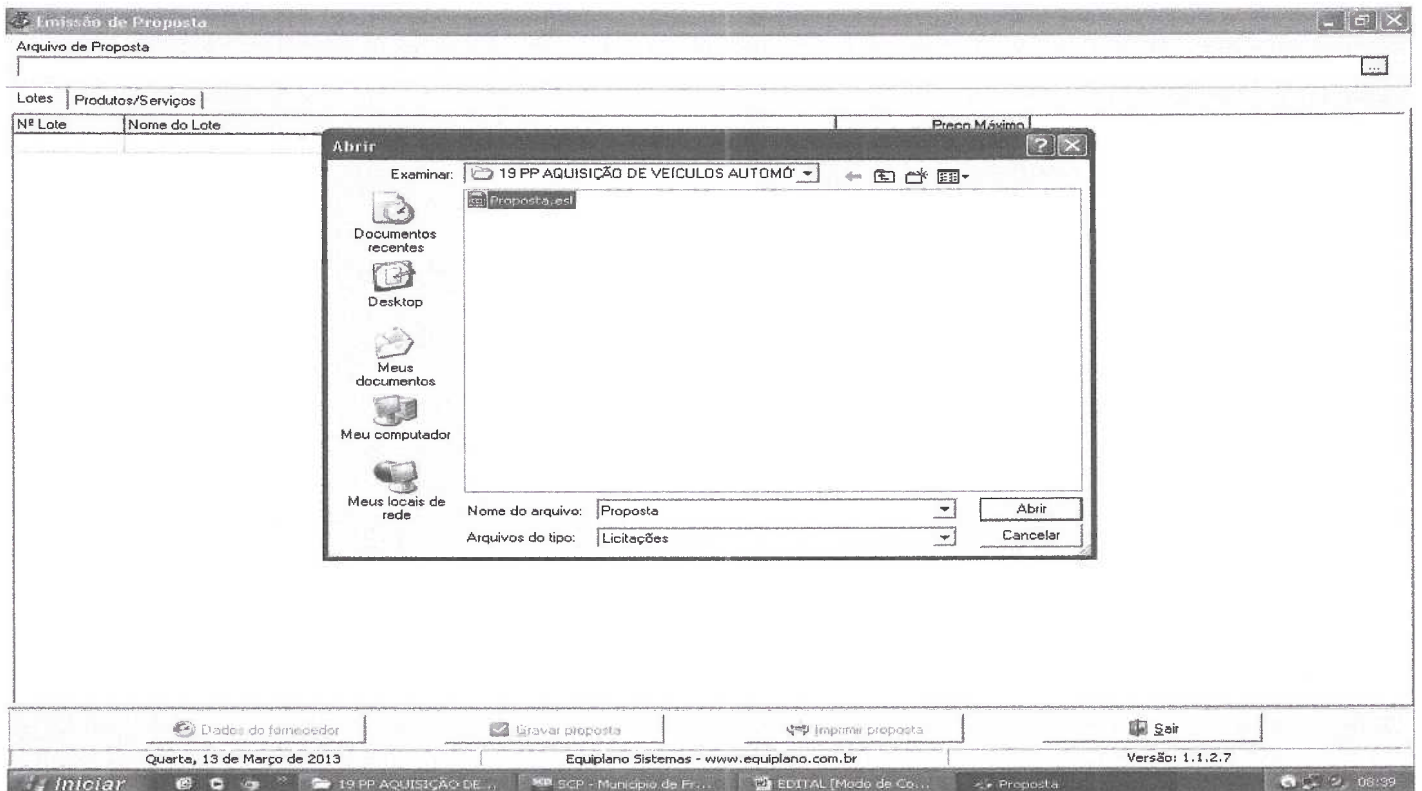 Emissão de Proposta
Arquivo de Proposta
...
Lotes Produtos/Serviços
Nº Lote Nome do Lote Preço Máximo
Abrir
Examinar: 19 PP AQUISIÇÃO DE VEÍCULOS AUTOMÓ
Proposta.esl
Documentos
recentes
Desktop
Meus
documentos
Meu computador
Meus locais de
rede
Nome do arquivo: Proposta Abrir
Arquivos do tipo: Licitações Cancelar
Dados do fornecedor Gravar proposta Imprimir proposta Sair
Quarta, 13 de Março de 2013 Equiplano Sistemas - www.equiplano.com.br Versão: 1.1.2.7
Iniciar 19 PP AQUISIÇÃO DE ... SCP - Município de Fr... EDITAL [Modo de Co... Proposta 08:39